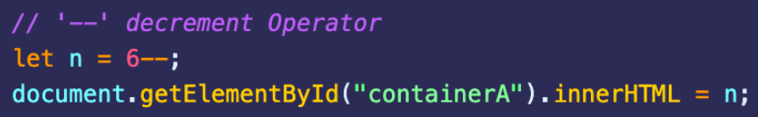 // '--' decrement Operator
let n = 6--;
document.getElementById("containerA").innerHTML = n;